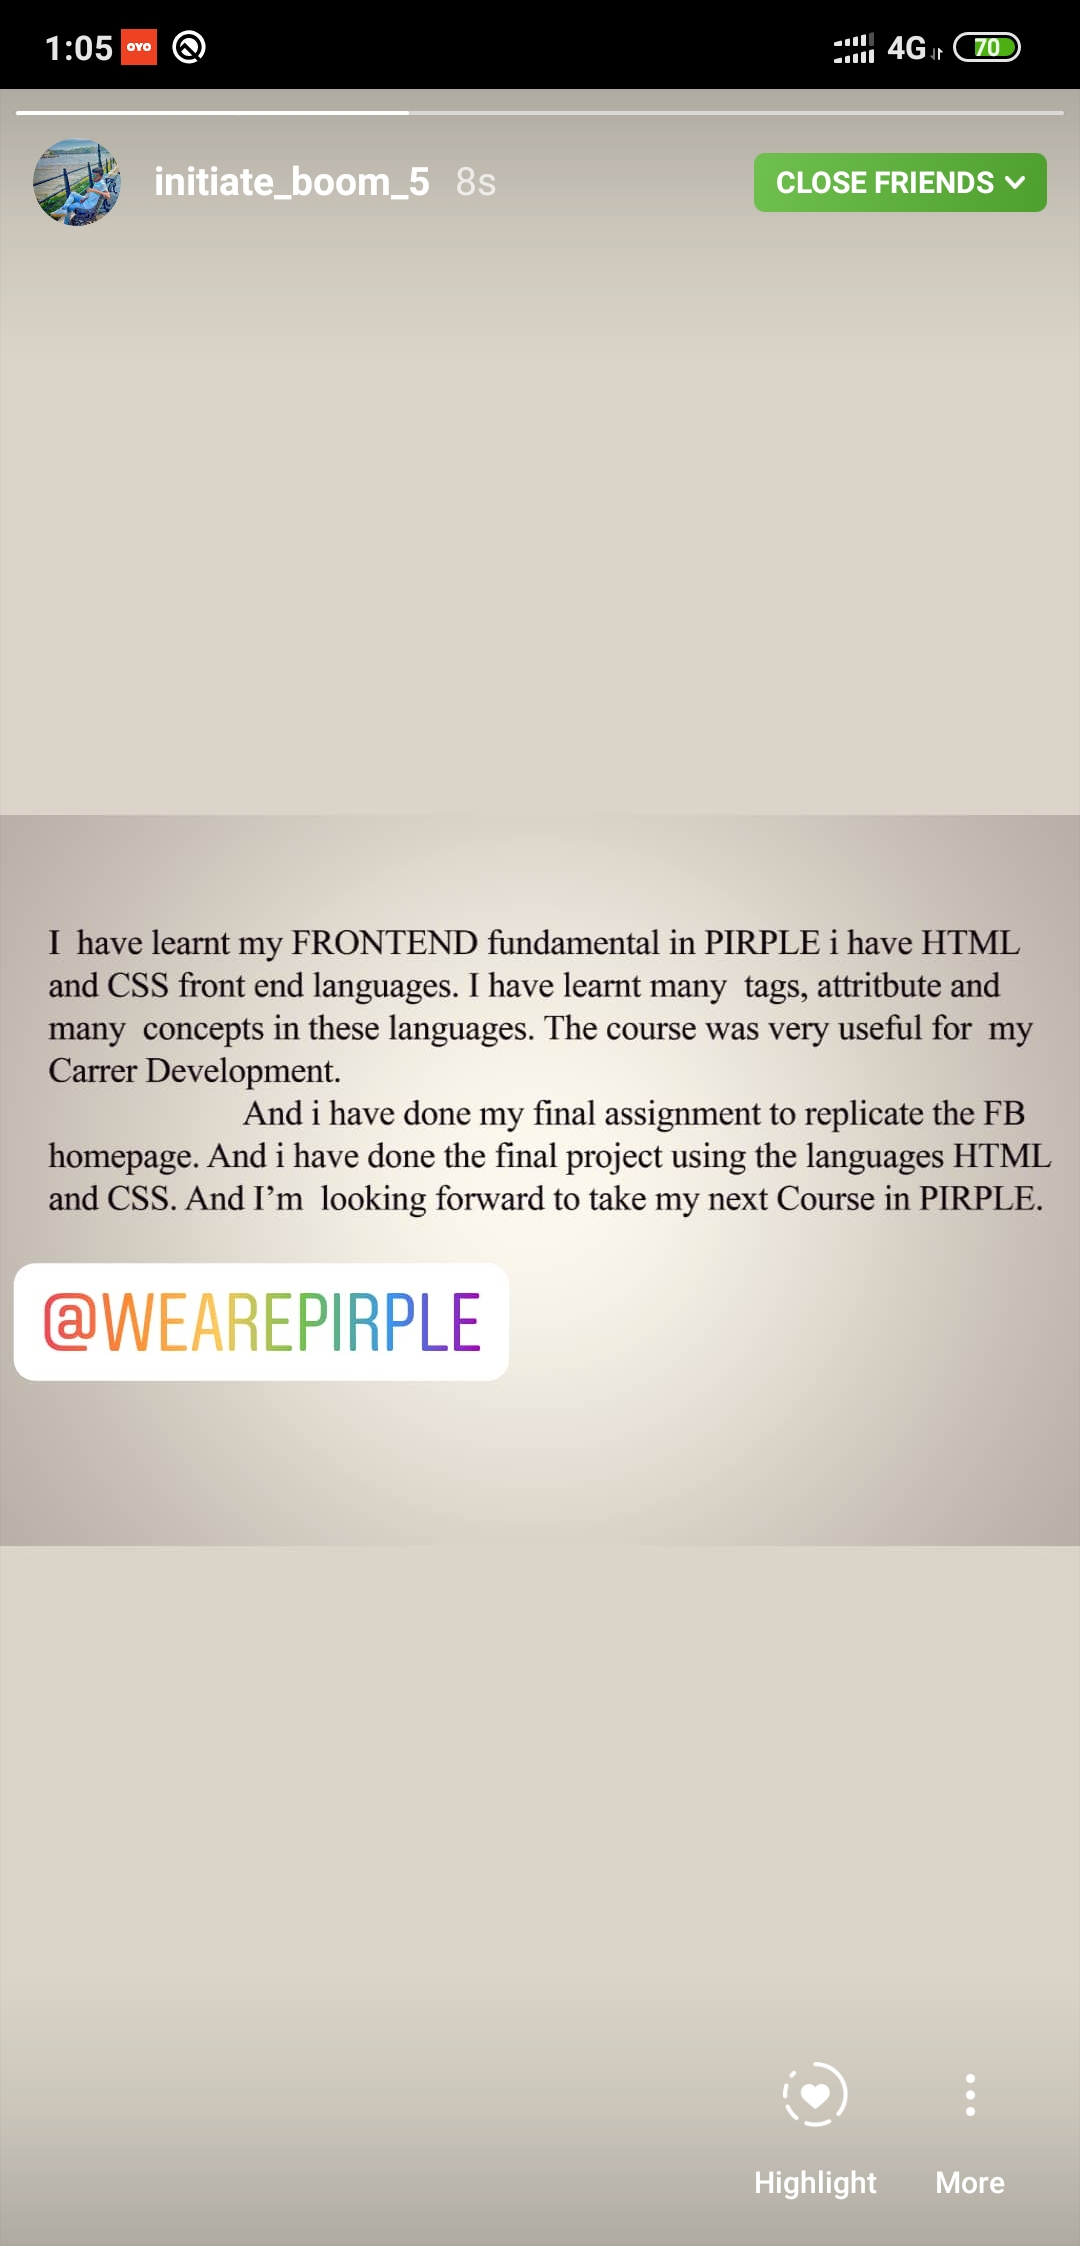 1:05 OYO 4G 70
initiate_boom_5 8s CLOSE FRIENDS
I have learnt my FRONTEND fundamental in PIRPLE i have HTML
and CSS front end languages. I have learnt many tags, attritbute and
many concepts in these languages. The course was very useful for my
Carrer Development.
And i have done my final assignment to replicate the FB
homepage. And i have done the final project using the languages HTML
and CSS. And I’m looking forward to take my next Course in PIRPLE.
@WEAREPIRPLE
Highlight More